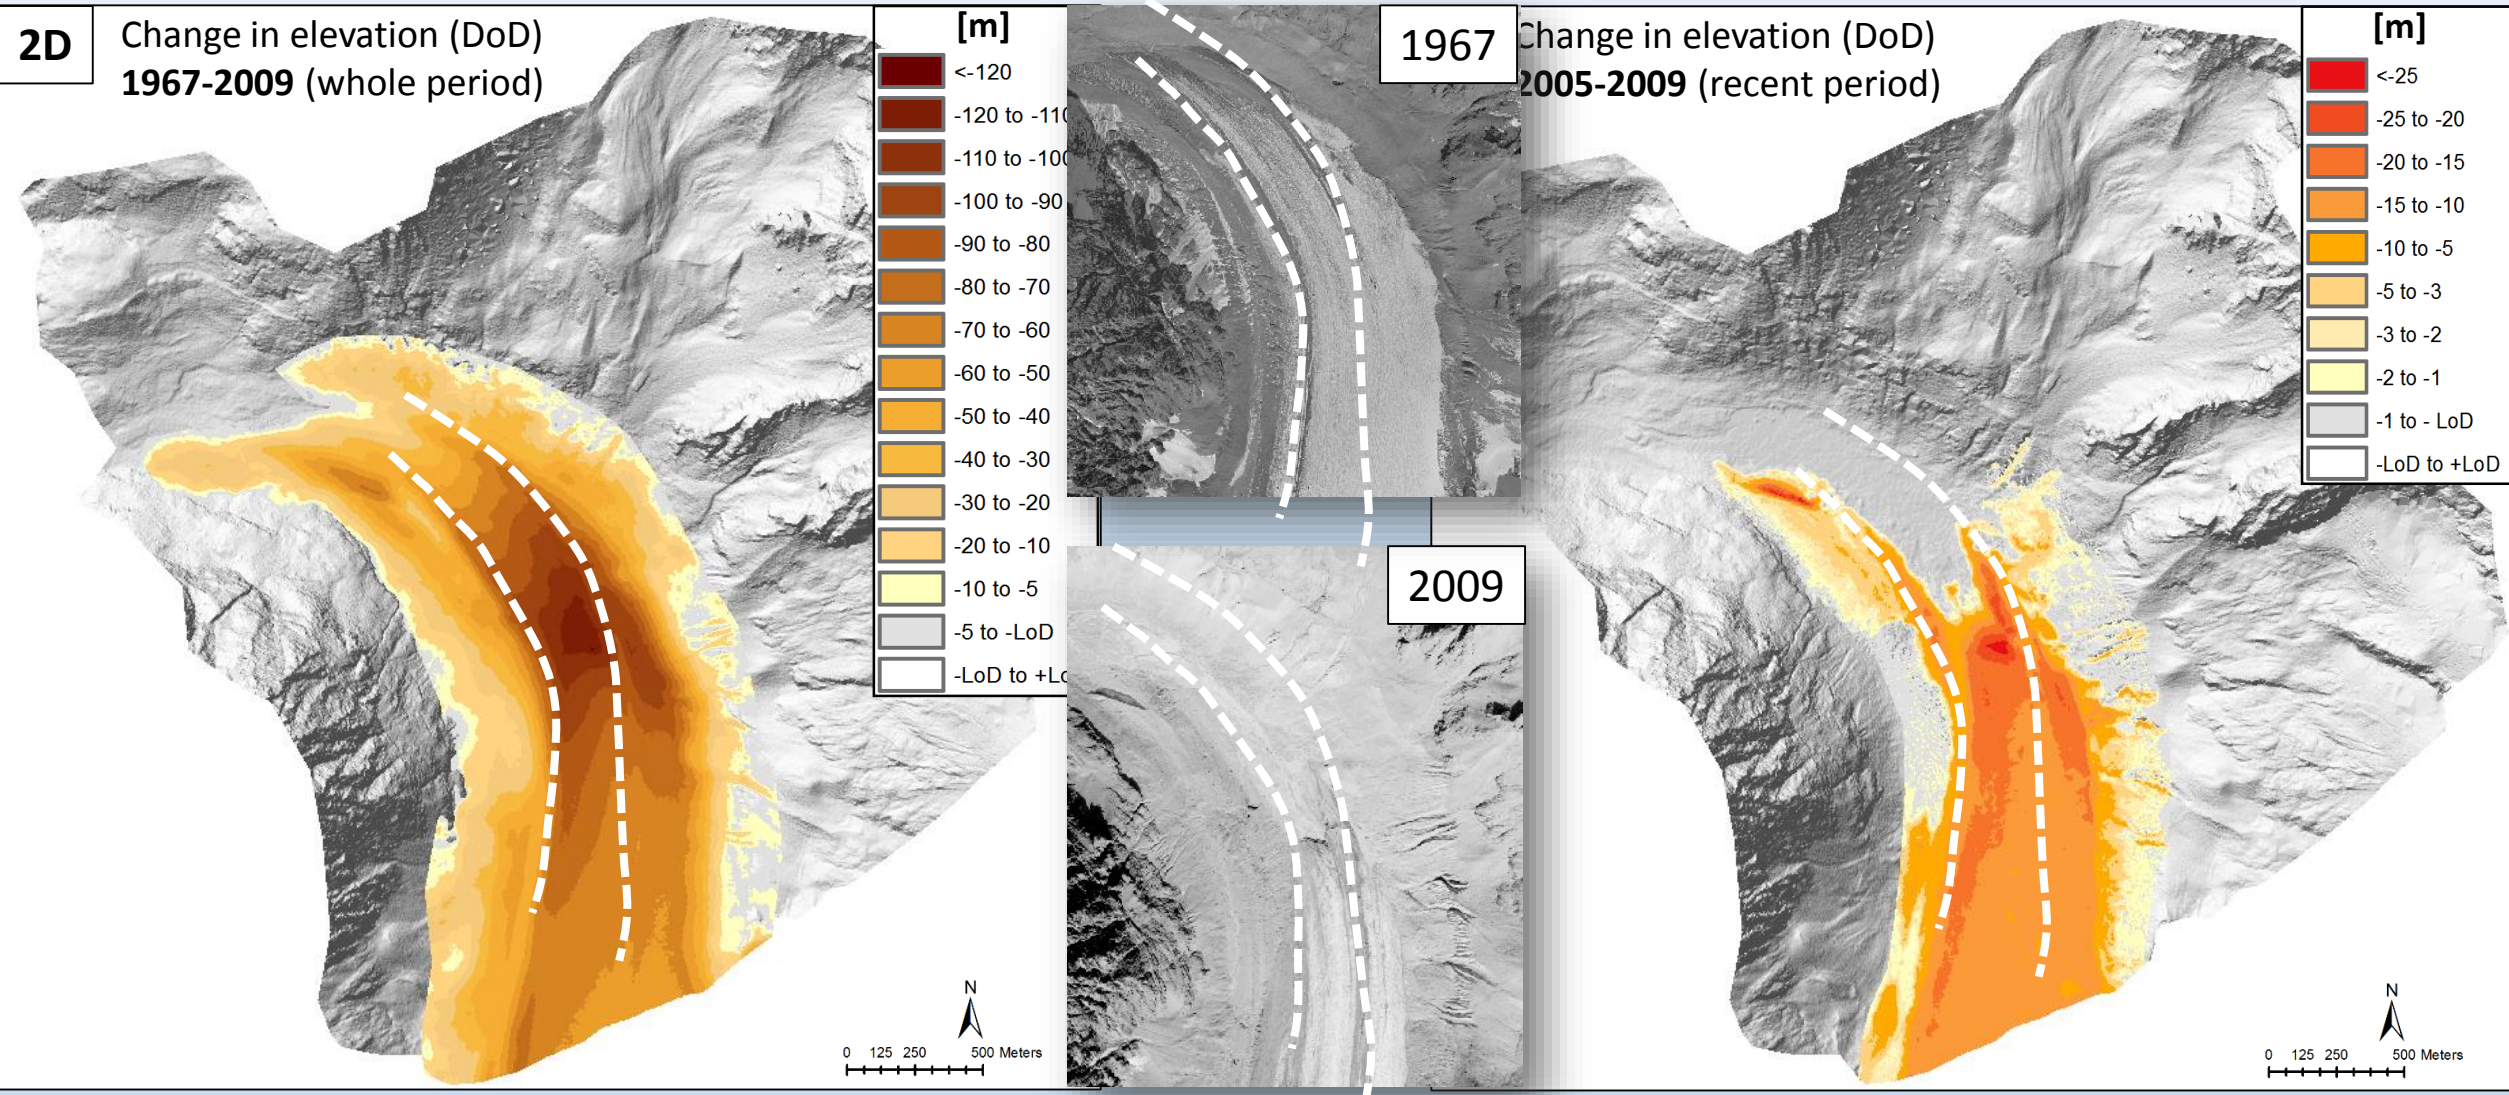 2D
Change in elevation (DoD)
1967-2009 (whole period)
[m]
<-120
-120 to -110
-110 to -100
-100 to -90
-90 to -80
-80 to -70
-70 to -60
-60 to -50
-50 to -40
-40 to -30
-30 to -20
-20 to -10
-10 to -5
-5 to -LoD
-LoD to +Lo
N
0 125 250 500 Meters
1967
2009
Change in elevation (DoD)
2005-2009 (recent period)
[m]
<-25
-25 to -20
-20 to -15
-15 to -10
-10 to -5
-5 to -3
-3 to -2
-2 to -1
-1 to - LoD
-LoD to +LoD
N
0 125 250 500 Meters